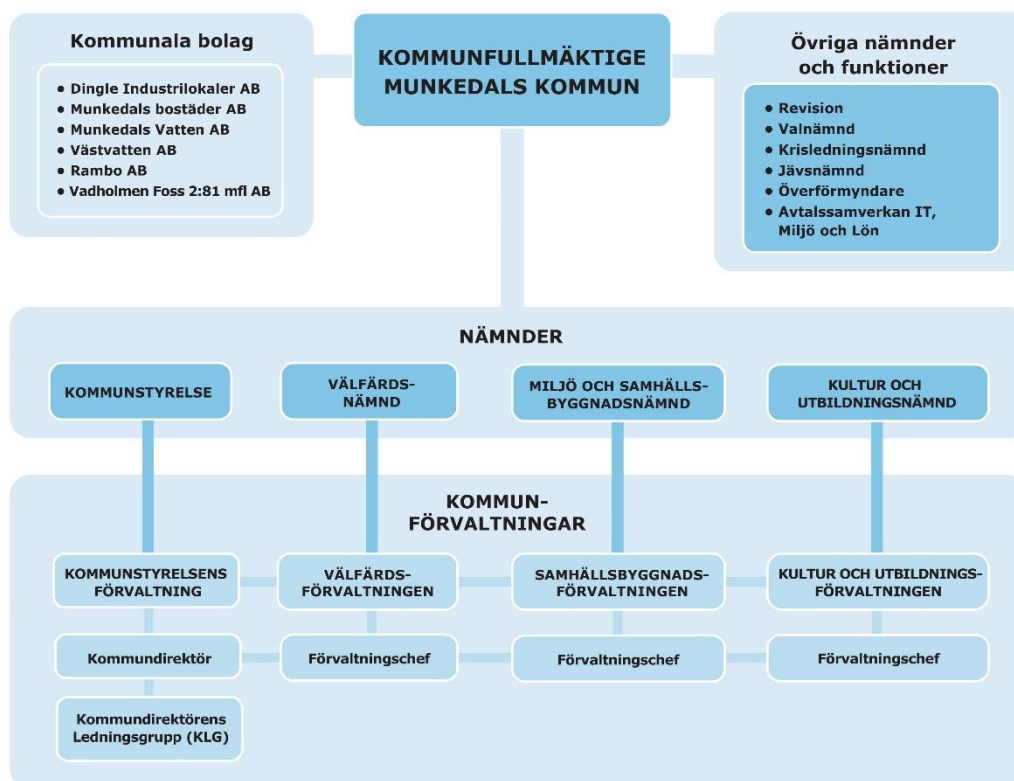 Kommunala bolag
• Dingle Industrilokaler AB
• Munkedals bostäder AB
• Munkedals Vatten AB
• Västvatten AB
• Rambo AB
• Vadholmen Foss 2:81 mfl AB
KOMMUNFULLMÄKTIGE
MUNKEDALS KOMMUN
Övriga nämnder
och funktioner
• Revision
• Valnämnd
• Krisledningsnämnd
• Jävsnämnd
• Överförmyndare
• Avtalssamverkan IT,
Miljö och Lön
NÄMNDER
KOMMUNSTYRELSE
VÄLFÄRDS-
NÄMND
MILJÖ OCH SAMHÄLLS-
BYGGNADSNÄMND
KULTUR OCH
UTBILDNINGSNÄMND
KOMMUN-
FÖRVALTNINGAR
KOMMUNSTYRELSENS
FÖRVALTNING
VÄLFÄRDS-
FÖRVALTNINGEN
SAMHÄLLSBYGGNADS-
FÖRVALTNINGEN
KULTUR OCH UTBILDNINGS-
FÖRVALTNINGEN
Kommundirektör
Förvaltningschef
Förvaltningschef
Förvaltningschef
Kommundirektörens
Ledningsgrupp (KLG)